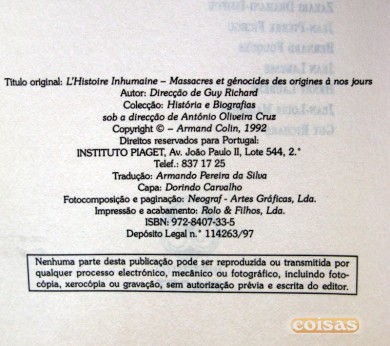 Título original: L'Histoire Inhumaine – Massacres et génocides des origines à nos jours
Autor: Direcção de Guy Richard
Colecção: História e Biografias
sob a direcção de António Oliveira Cruz
Copyright © – Armand Colin, 1992
Direitos reservados para Portugal:
INSTITUTO PIAGET, Av. João Paulo II, Lote 544, 2.°
Telef.: 837 17 25
Tradução: Armando Pereira da Silva
Capa: Dorindo Carvalho
Fotocomposição e paginação: Neograf - Artes Gráficas, Lda.
Impressão e acabamento: Rolo & Filhos, Lda.
ISBN: 972-8407-33-5
Depósito Legal n.° 114263/97
Nenhuma parte desta publicação pode ser reproduzida ou transmitida por
qualquer processo electrónico, mecânico ou fotográfico, incluindo foto-
cópia, xerocópia ou gravação, sem autorização prévia e escrita do editor.
coisas